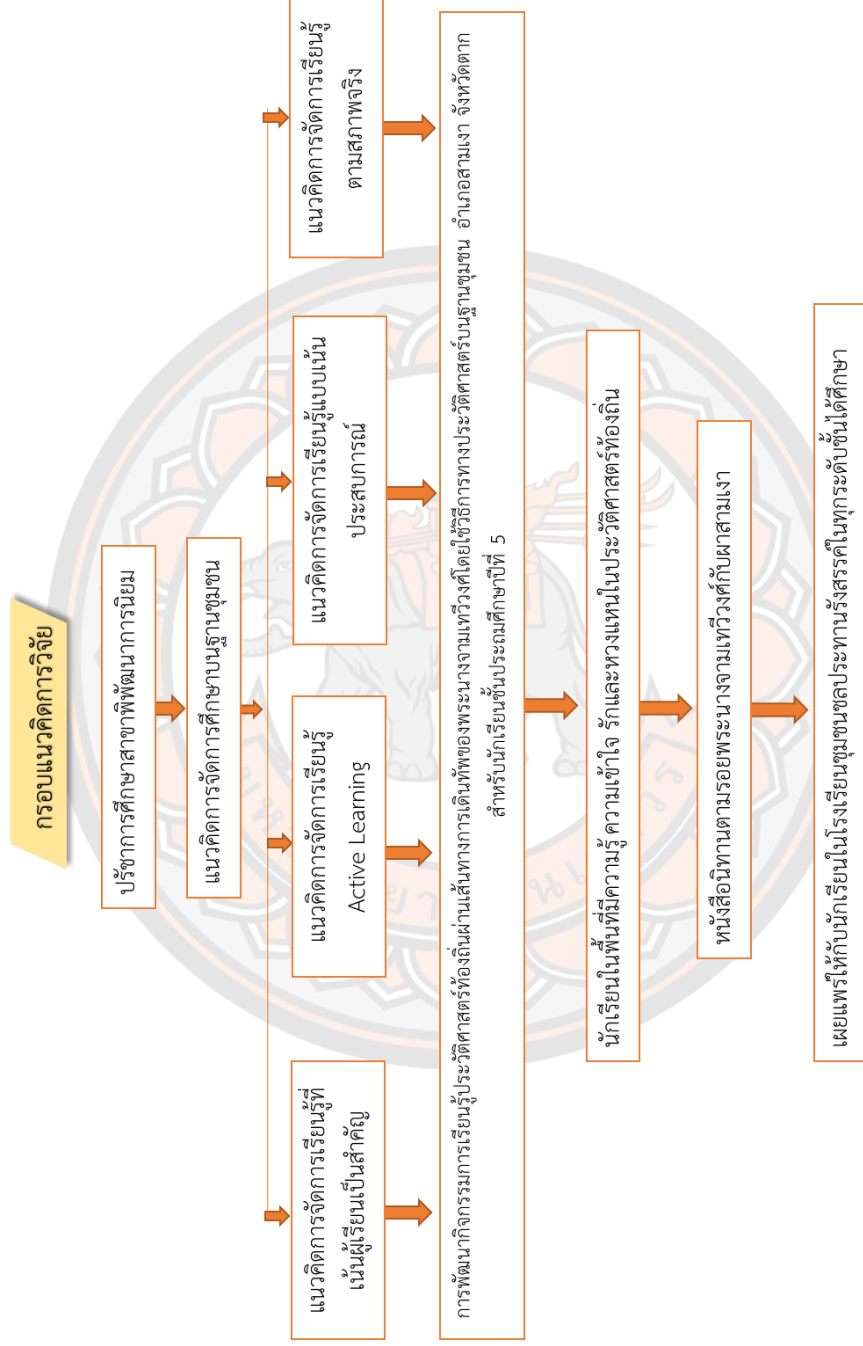 กรอบแนวคิดการวิจัย
ปรัชาการศึกษาสาขาพิพัฒนาการนิยม
แนวคิดการจัดการศึกษาบนฐานชุมชน
แนวคิดการจัดการเรียนรู้ที่
เน้นผู้เรียนเป็นสำคัญ
แนวคิดการจัดการเรียนรู้
Active Learning
แนวคิดการจัดการเรียนรู้แบบเน้น
ประสบการณ์
แนวคิดการจัดการเรียนรู้
ตามสภาพจริง
การพัฒนากิจกรรมการเรียนรู้ประวัติศาสตร์ท้องถิ่นผ่านเส้นทางการเดินทัพของพระนางจามเทวีวงศ์โดยใช้วิธีการทางประวัติศาสตร์บนฐานชุมชน อำเภอสามเงา จังหวัดตาก
สำหรับนักเรียนชั้นประถมศึกษาปีที่ 5
นักเรียนในพื้นที่มีความรู้ ความเข้าใจ รักและหวงแหนในประวัติศาสตร์ท้องถิ่น
หนังสือนิทานตามรอยพระนางจามเทวีวงศ์กับผาสามเงา
เผยแพร่ให้กับนักเรียนในโรงเรียนชุมชนชลประทานรังสรรค์ในทุกระดับชั้นได้ศึกษา